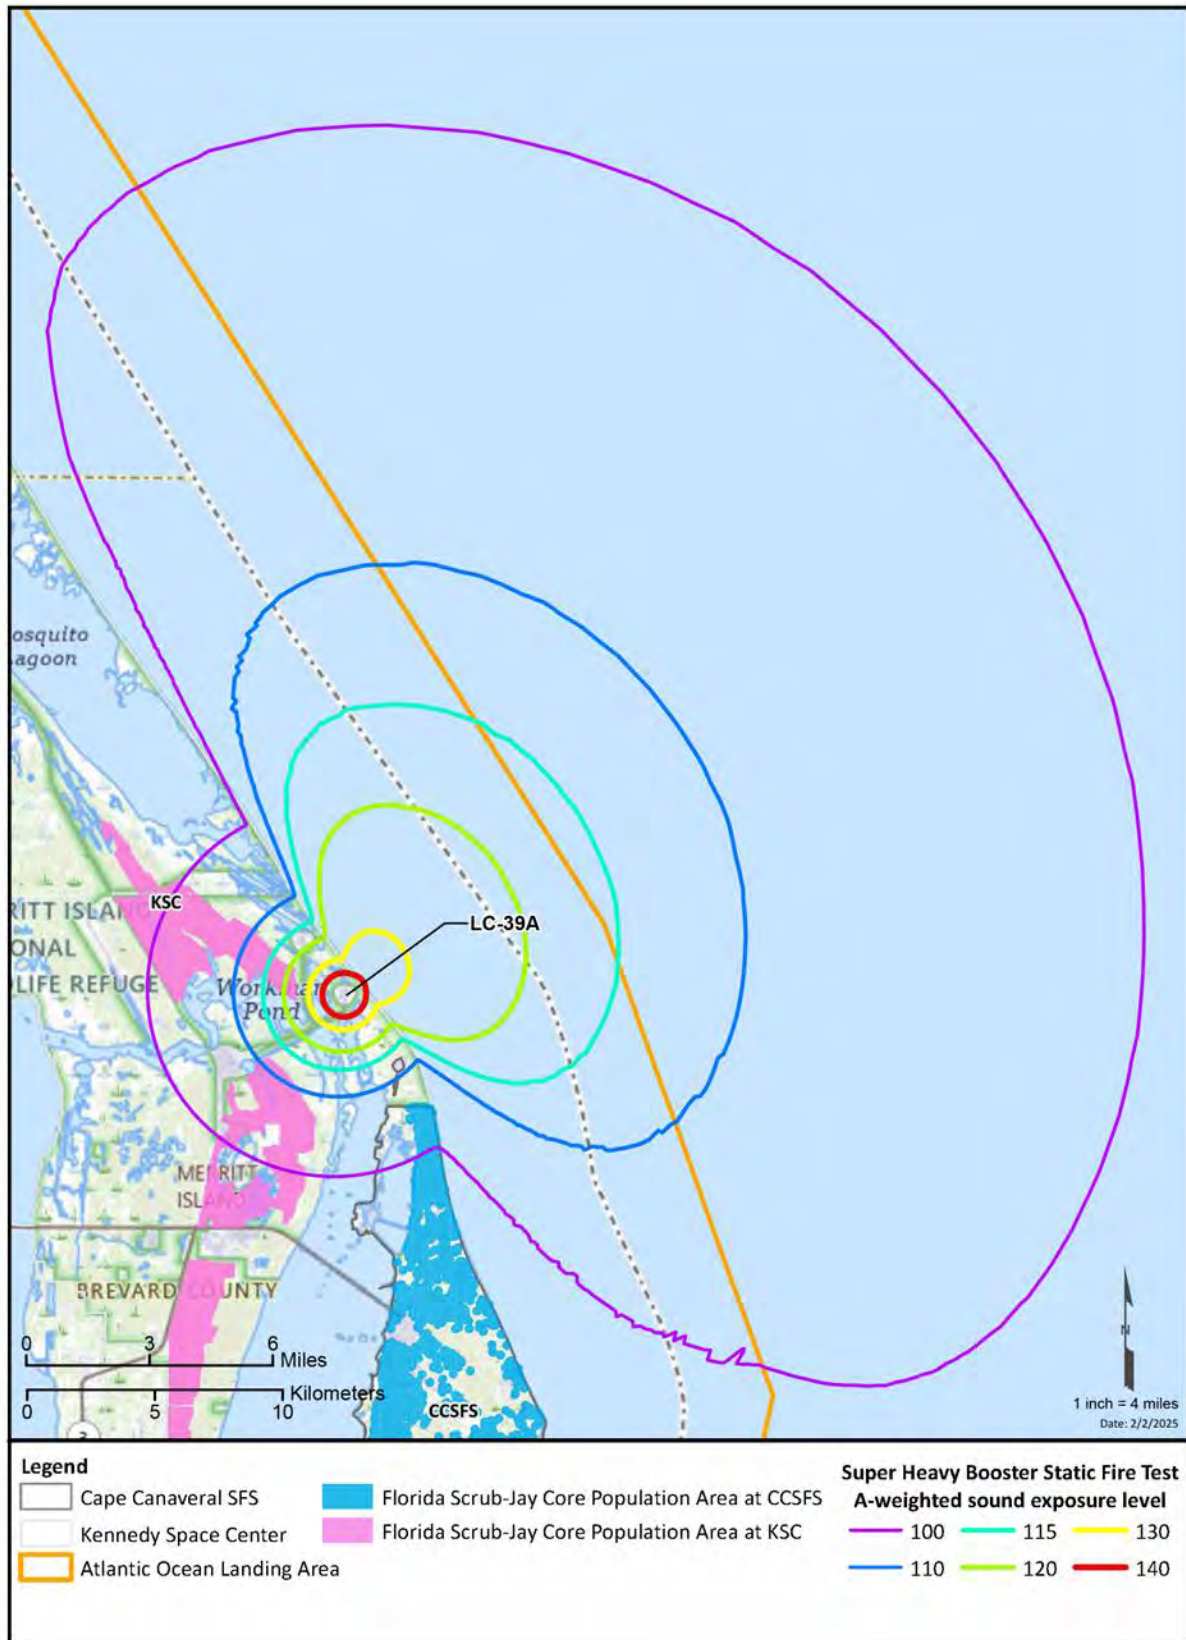 osquito
agoon
LC-39A
KSC
RITT ISLAND
ONAL
LIFE REFUGE
Workman
Pond
MERRITT
ISLAND
BREVARD COUNTY
0 3 6
Miles
Kilometers
0 5 10
3
CCSFS
N
1 inch = 4 miles
Date: 2/2/2025
Legend
Cape Canaveral SFS
Kennedy Space Center
Atlantic Ocean Landing Area
Florida Scrub-Jay Core Population Area at CCSFS
Florida Scrub-Jay Core Population Area at KSC
Super Heavy Booster Static Fire Test
A-weighted sound exposure level
100 115 130
110 120 140